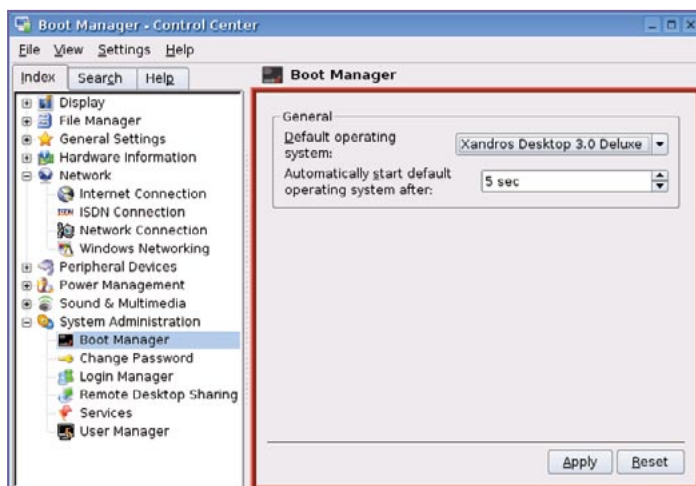 Boot Manager - Control Center
File View Settings Help
Index Search Help
Display
File Manager
General Settings
Hardware Information
Network
Internet Connection
ISDN ISDN Connection
Network Connection
Windows Networking
Peripheral Devices
Power Management
Sound & Multimedia
System Administration
Boot Manager
Change Password
Login Manager
Remote Desktop Sharing
Services
User Manager
Boot Manager
General
Default operating
system:
Xandros Desktop 3.0 Deluxe
Automatically start default
operating system after:
5 sec
Apply Reset